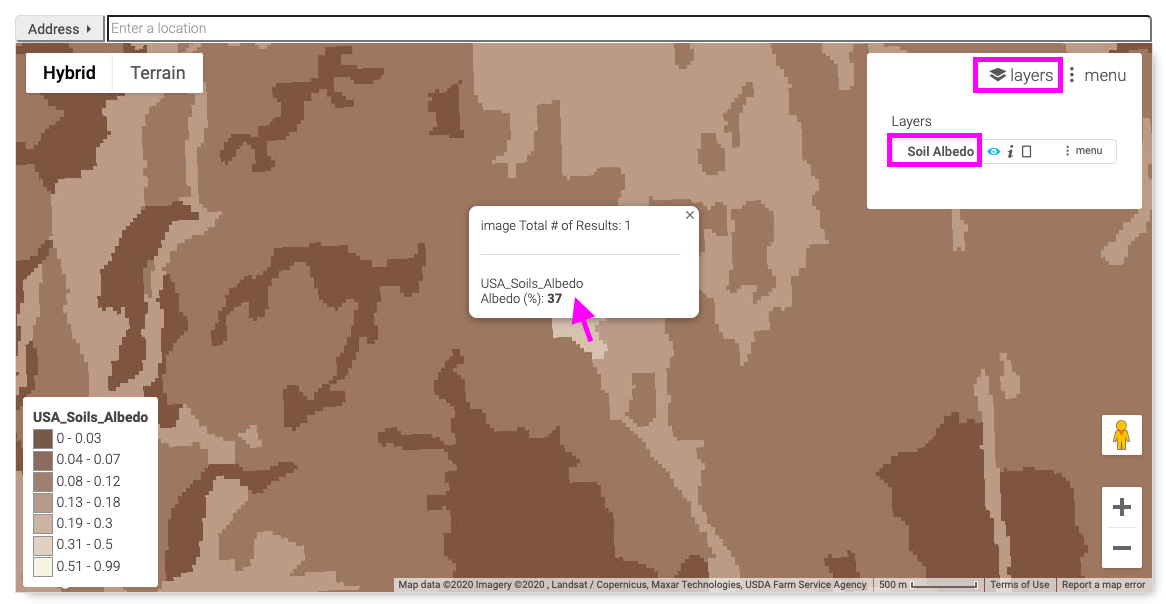 Address
Enter a location
Hybrid
Terrain
layers
menu
Layers
Soil Albedo
i
menu
image Total # of Results: 1
USA_Soils_Albedo
Albedo (%): 37
USA_Soils_Albedo
0 - 0.03
0.04 - 0.07
0.08 - 0.12
0.13 - 0.18
0.19 - 0.3
0.31 - 0.5
0.51 - 0.99
Map data ©2020 Imagery ©2020 , Landsat / Copernicus, Maxar Technologies, USDA Farm Service Agency
500 m
Terms of Use
Report a map error